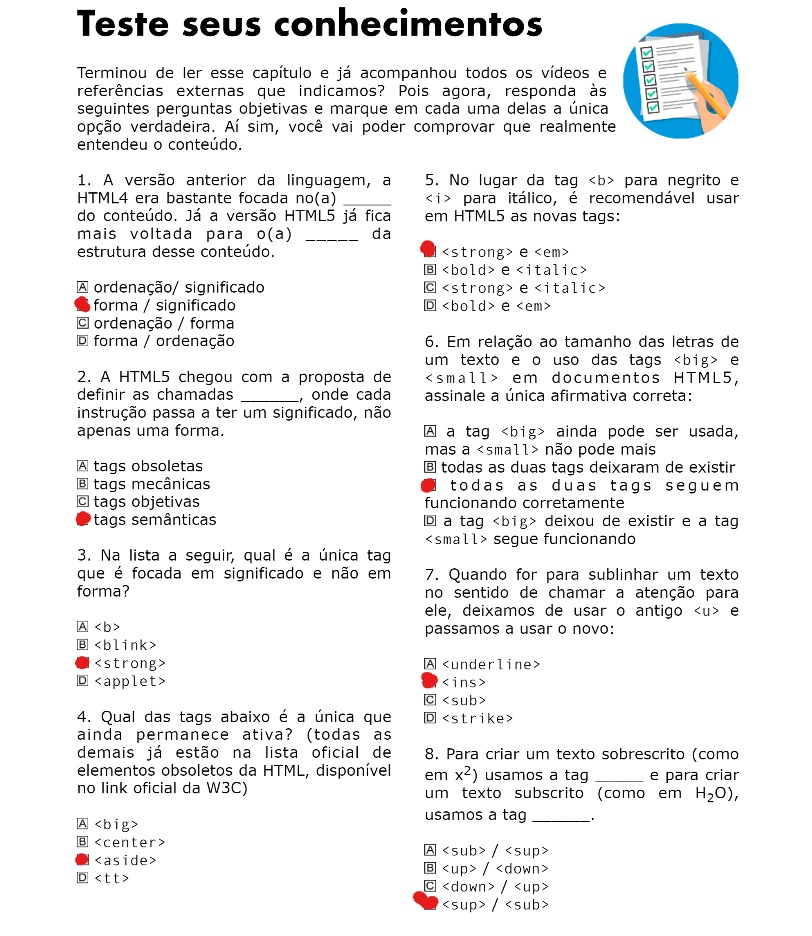 Teste seus conhecimentos
Terminou de ler esse capítulo e já acompanhou todos os vídeos e
referências externas que indicamos? Pois agora, responda às
seguintes perguntas objetivas e marque em cada uma delas a única
opção verdadeira. Aí sim, você vai poder comprovar que realmente
entendeu o conteúdo.
1. A versão anterior da linguagem, a
HTML4 era bastante focada no(a) _____
do conteúdo. Já a versão HTML5 já fica
mais voltada para o(a) _____ da
estrutura desse conteúdo.
A ordenação/ significado
forma / significado
C ordenação / forma
D forma / ordenação
2. A HTML5 chegou com a proposta de
definir as chamadas ______, onde cada
instrução passa a ter um significado, não
apenas uma forma.
A tags obsoletas
B tags mecânicas
C tags objetivas
tags semânticas
3. Na lista a seguir, qual é a única tag
que é focada em significado e não em
forma?
A <b>
B <blink>
<strong>
D <applet>
4. Qual das tags abaixo é a única que
ainda permanece ativa? (todas as
demais já estão na lista oficial de
elementos obsoletos da HTML, disponível
no link oficial da W3C)
A <big>
B <center>
<aside>
D <tt>
5. No lugar da tag <b> para negrito e
<i> para itálico, é recomendável usar
em HTML5 as novas tags:
<strong> e <em>
B <bold> e <italic>
C <strong> e <italic>
D <bold> e <em>
6. Em relação ao tamanho das letras de
um texto e o uso das tags <big> e
<small> em documentos HTML5,
assinale a única afirmativa correta:
A a tag <big> ainda pode ser usada,
mas a <small> não pode mais
B todas as duas tags deixaram de existir
todas as duas tags seguem
funcionando corretamente
D a tag <big> deixou de existir e a tag
<small> segue funcionando
7. Quando for para sublinhar um texto
no sentido de chamar a atenção para
ele, deixamos de usar o antigo <u> e
passamos a usar o novo:
A <underline>
<ins>
C <sub>
D <strike>
8. Para criar um texto sobrescrito (como
em x²) usamos a tag _____ e para criar
um texto subscrito (como em H₂O),
usamos a tag ______.
A <sub> / <sup>
B <up> / <down>
C <down> / <up>
<sup> / <sub>